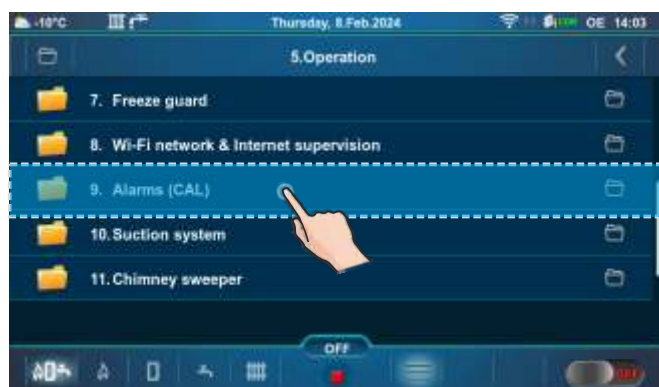 -10°C Thursday, 8.Feb.2024 OE 14:03
5.Operation
7. Freeze guard
8. Wi-Fi network & Internet supervision
9. Alarms (CAL)
10.Suction system
11.Chimney sweeper
OFF
OFF